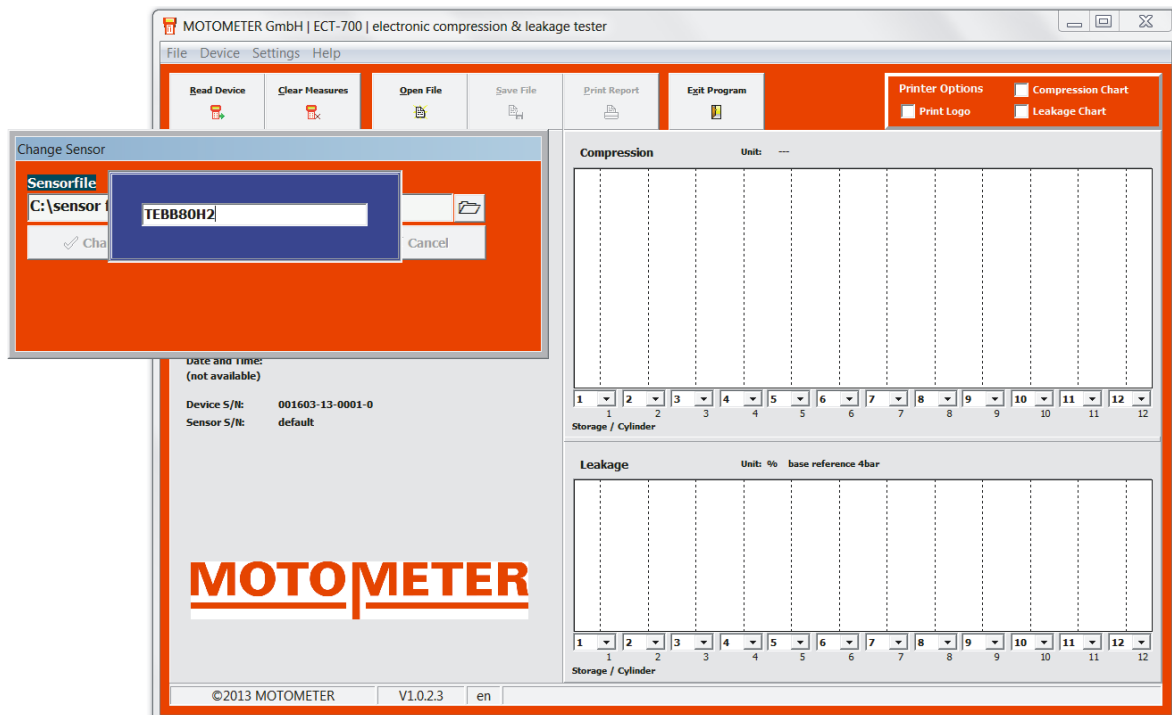 MOTOMETER GmbH | ECT-700 | electronic compression & leakage tester
File Device Settings Help
Read Device Clear Measures Open File Save File Print Report Exit Program
Printer Options Compression Chart
Print Logo Leakage Chart
Change Sensor
Sensorfile
C:\sensor f
TEBB80H2
Cha
Cancel
Date and Time:
(not available)
Device S/N: 001603-13-0001-0
Sensor S/N: default
MOTOMETER
Compression Unit: ---
1 2 3 4 5 6 7 8 9 10 11 12
1 2 3 4 5 6 7 8 9 10 11 12
Storage / Cylinder
Leakage Unit: % base reference 4bar
1 2 3 4 5 6 7 8 9 10 11 12
1 2 3 4 5 6 7 8 9 10 11 12
Storage / Cylinder
©2013 MOTOMETER V1.0.2.3 en